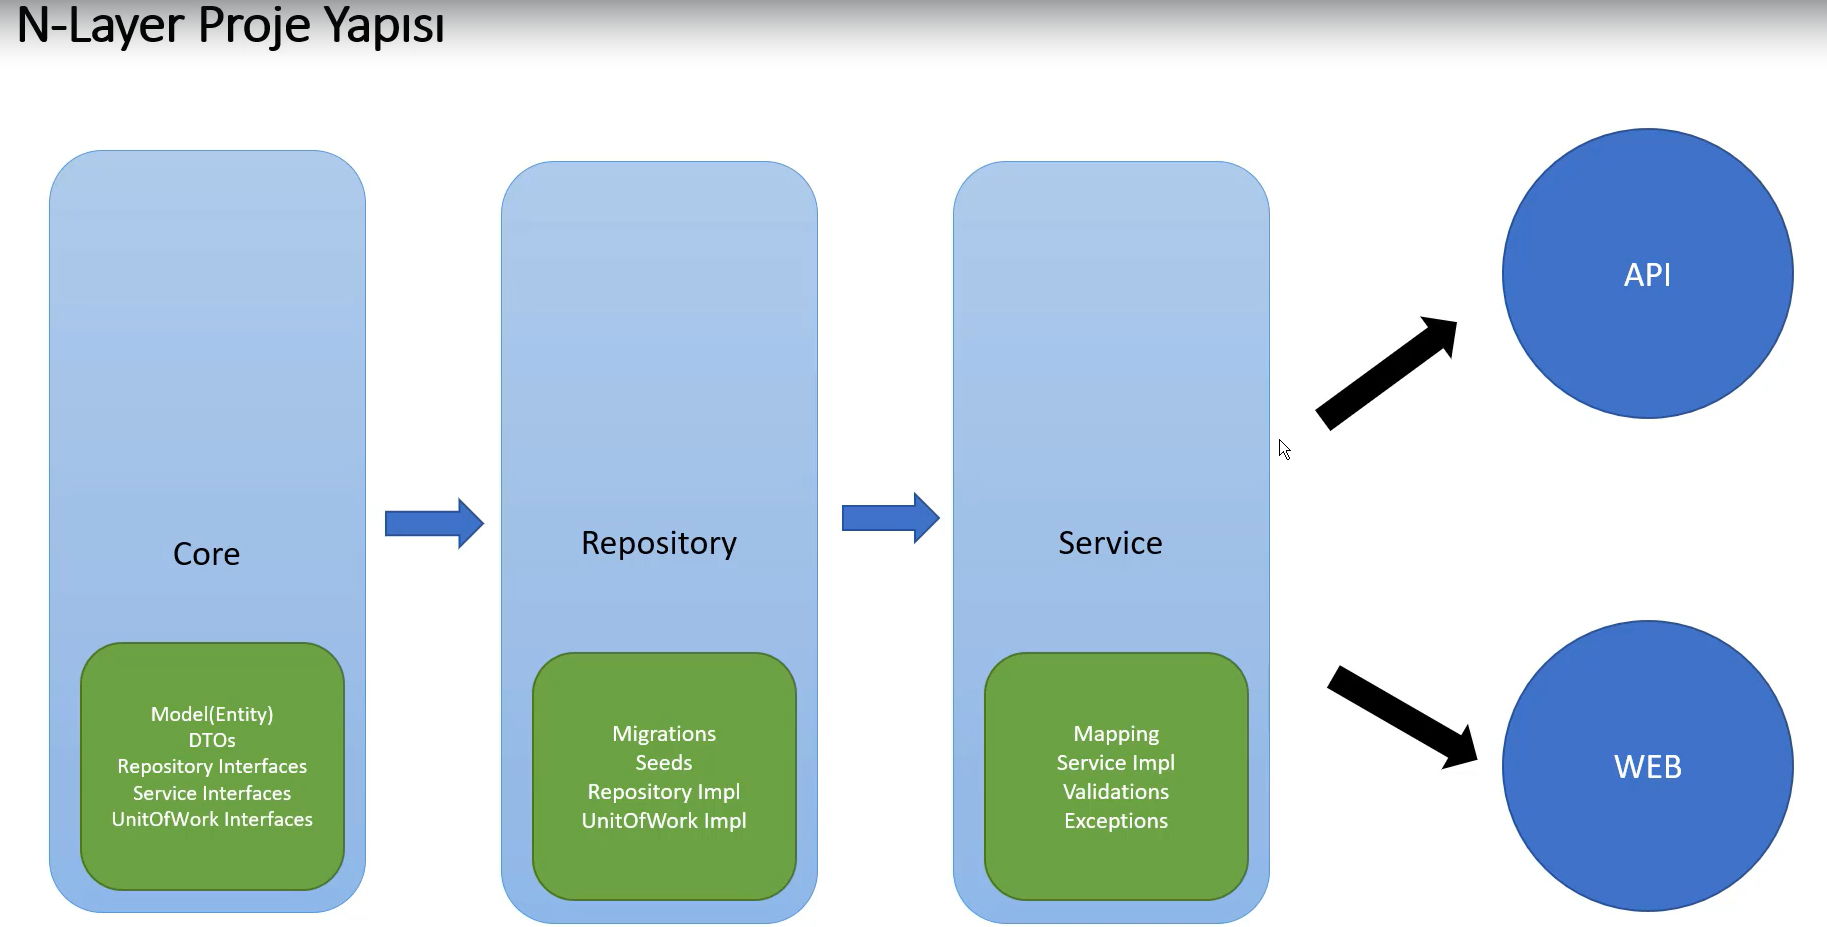 N-Layer Proje Yapısı
Core
Model(Entity)
DTOs
Repository Interfaces
Service Interfaces
UnitOfWork Interfaces
Repository
Migrations
Seeds
Repository Impl
UnitOfWork Impl
Service
Mapping
Service Impl
Validations
Exceptions
API
WEB